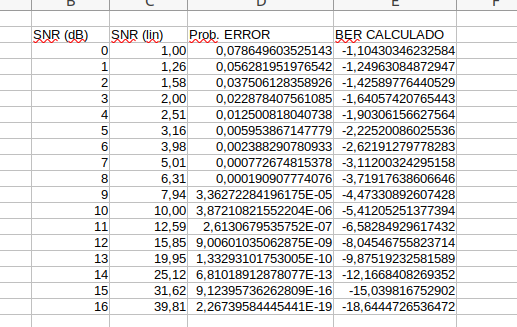 B C D E F
SNR (dB) SNR (lin) Prob. ERROR BER CALCULADO
0 1,00 0,078649603525143 -1,10430346232584
1 1,26 0,056281951976542 -1,24963084872947
2 1,58 0,037506128358926 -1,42589776440529
3 2,00 0,022878407561085 -1,64057420765443
4 2,51 0,012500818040738 -1,90306156627564
5 3,16 0,005953867147779 -2,22520086025536
6 3,98 0,002388290780933 -2,62191279778283
7 5,01 0,000772674815378 -3,11200324295158
8 6,31 0,000190907774076 -3,71917638606646
9 7,94 3,36272284196175E-05 -4,47330892607428
10 10,00 3,87210821552204E-06 -5,41205251377394
11 12,59 2,6130679535752E-07 -6,58284929617432
12 15,85 9,00601035062875E-09 -8,04546755823714
13 19,95 1,33293101753005E-10 -9,87519232581589
14 25,12 6,81018912878077E-13 -12,1668408269352
15 31,62 9,12395736262809E-16 -15,039816752902
16 39,81 2,26739584445441E-19 -18,6444726536472